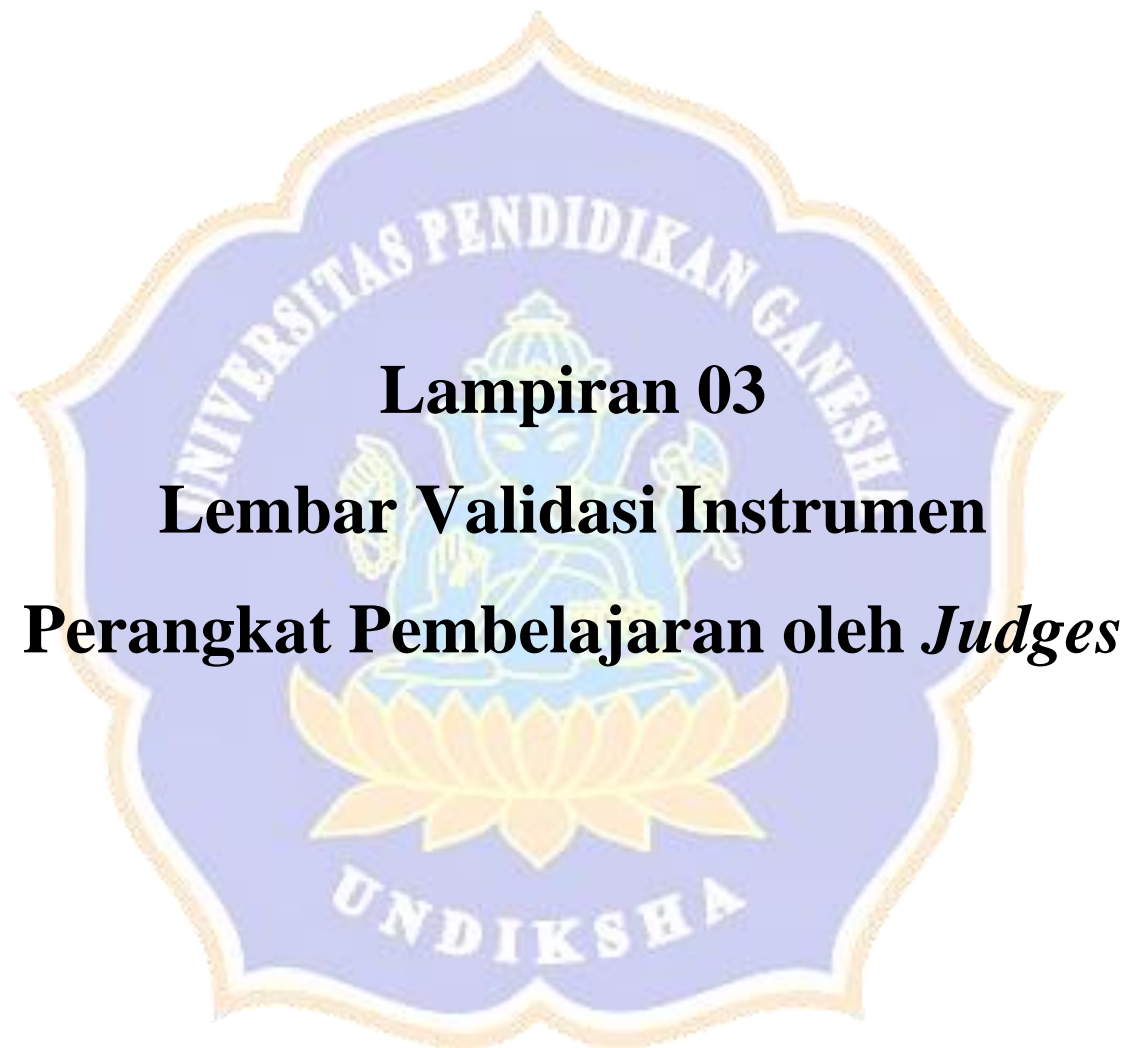 UNIVERSITAS PENDIDIKAN GANESHA
Lampiran 03
Lembar Validasi Instrumen
Perangkat Pembelajaran oleh Judges
UNDIKSHA